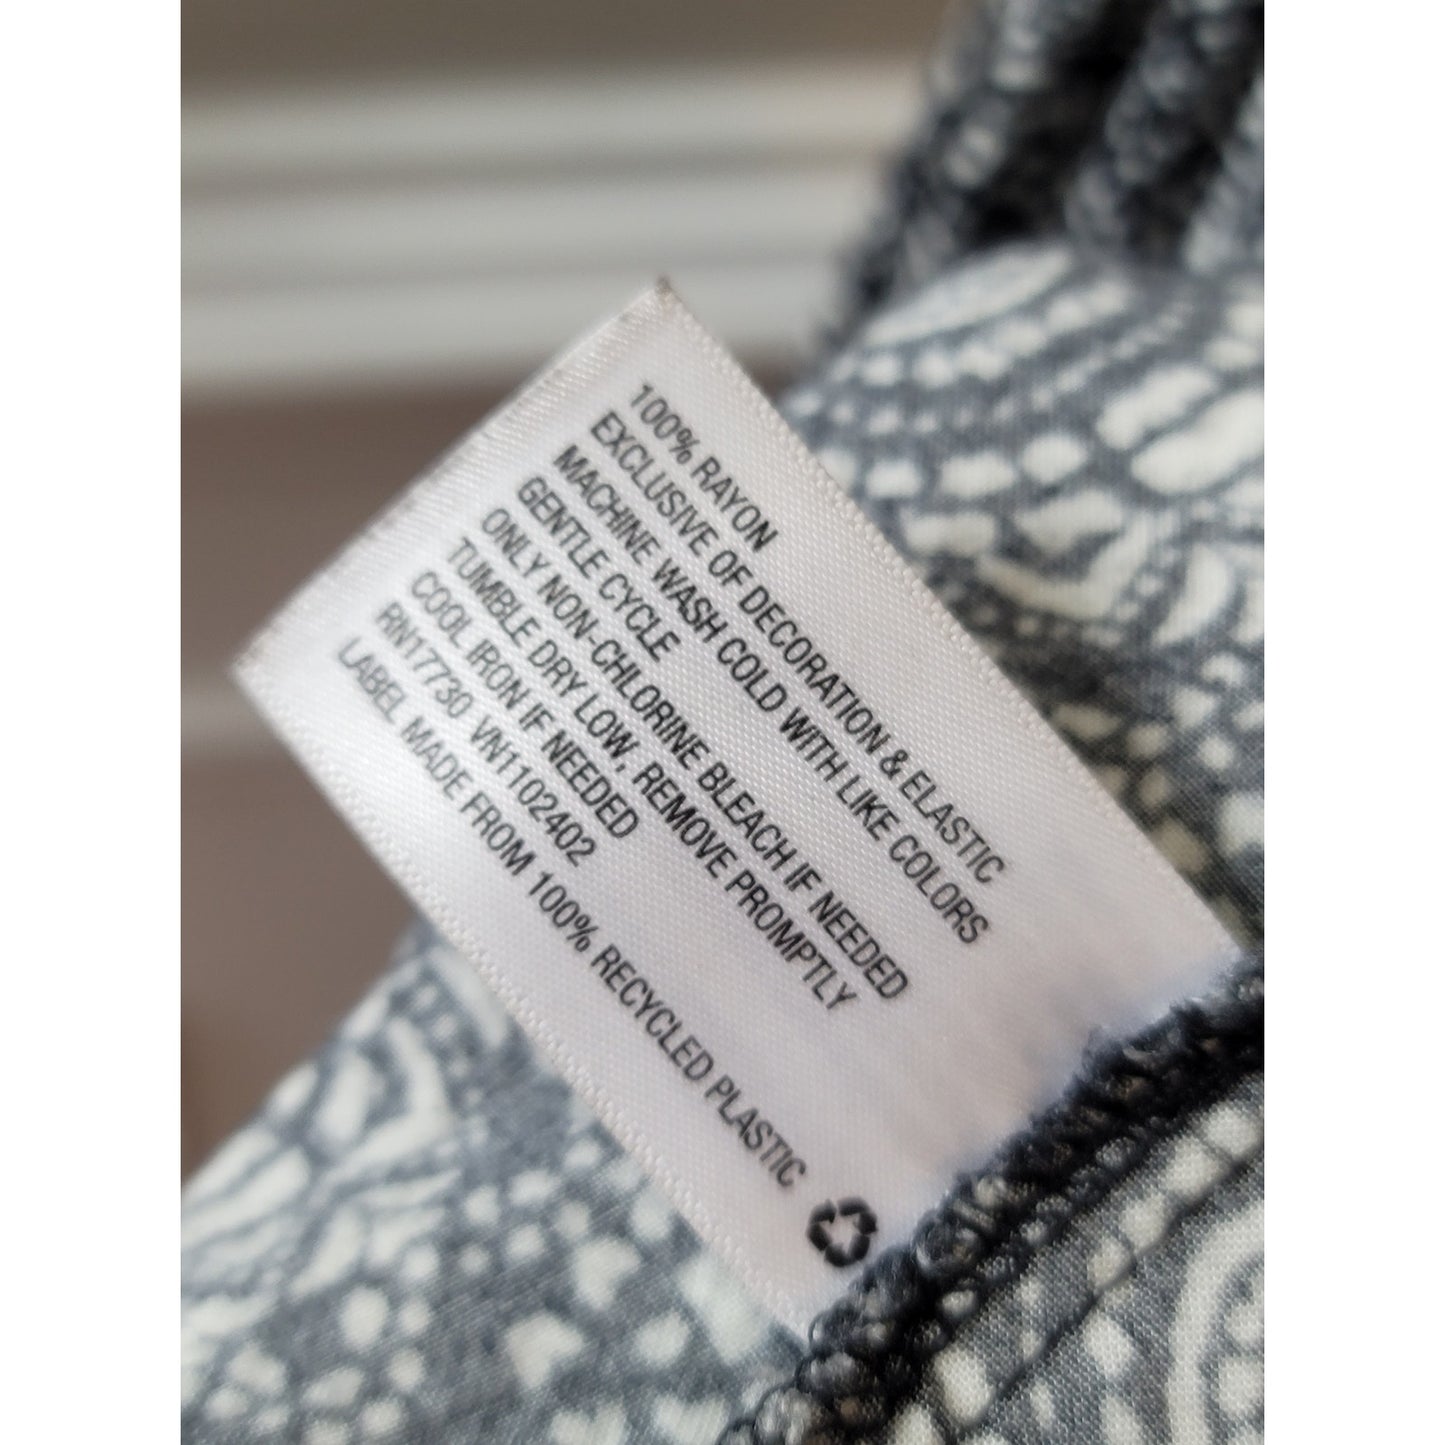 100% RAYON
EXCLUSIVE OF DECORATION & ELASTIC
MACHINE WASH COLD WITH LIKE COLORS
GENTLE CYCLE
ONLY NON-CHLORINE BLEACH IF NEEDED
TUMBLE DRY LOW, REMOVE PROMPTLY
COOL IRON IF NEEDED
RN17730 VN1102402
LABEL MADE FROM 100% RECYCLED PLASTIC